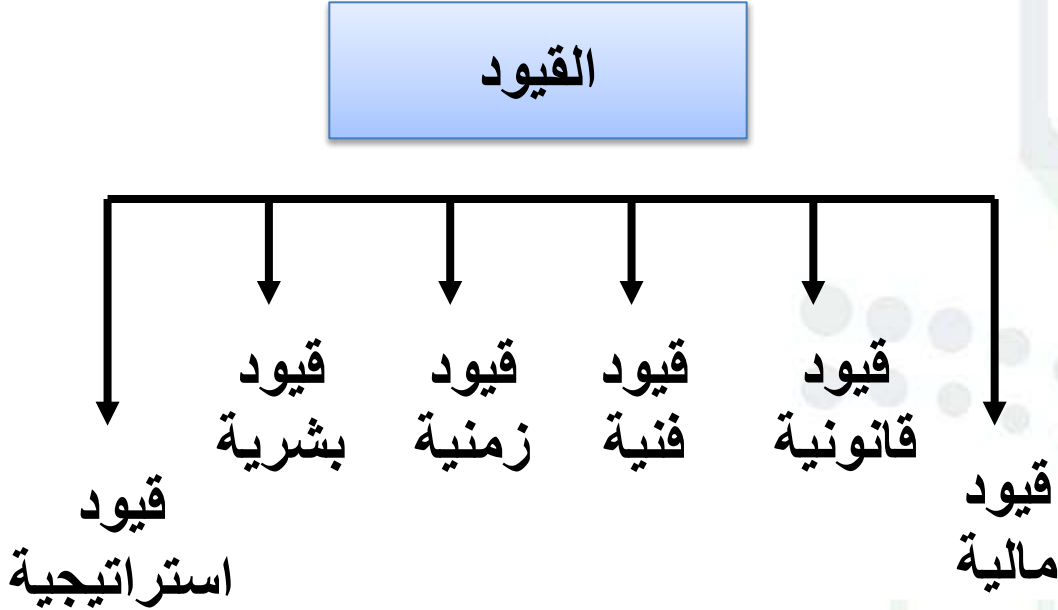 القيود
قيود
مالية
قيود
قانونية
قيود
فنية
قيود
زمنية
قيود
بشرية
قيود
استراتيجية